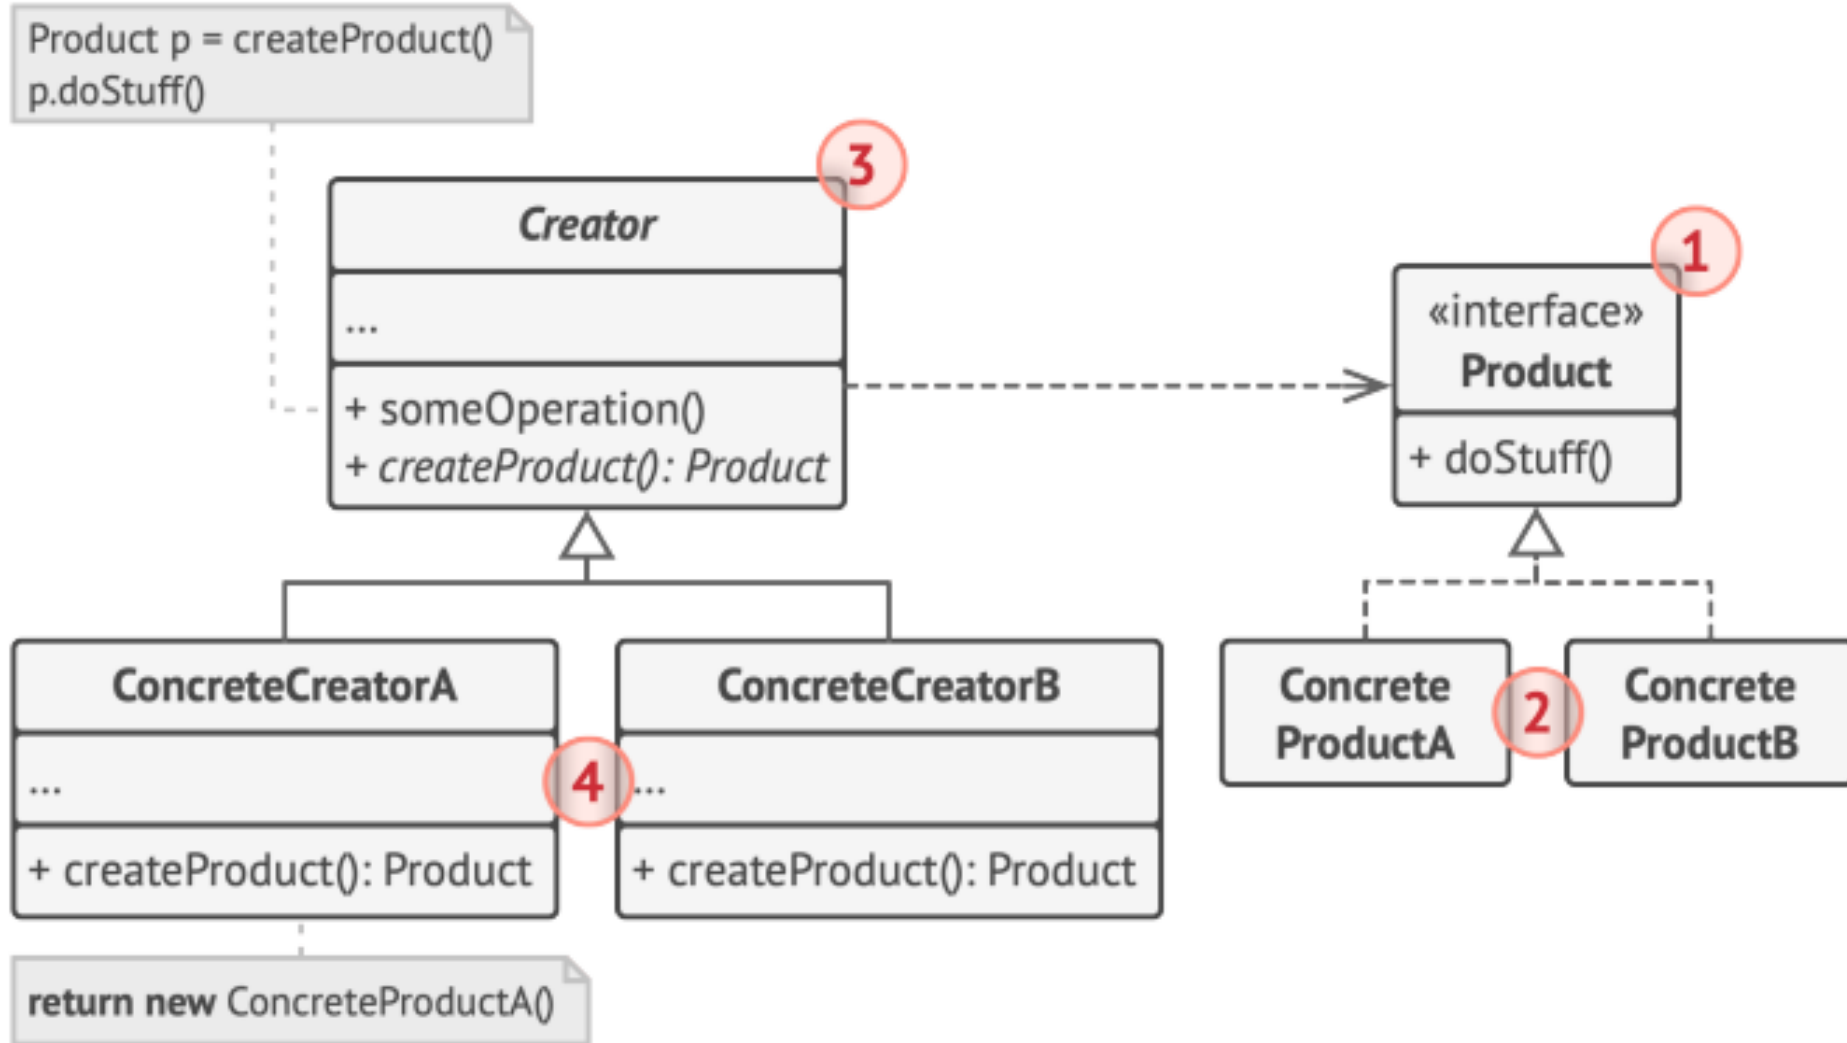 Product p = createProduct()
p.doStuff()
3
Creator
...
+ someOperation()
+ createProduct(): Product
1
«interface»
Product
+ doStuff()
ConcreteCreatorA
...
+ createProduct(): Product
4
ConcreteCreatorB
...
+ createProduct(): Product
Concrete
ProductA
2
Concrete
ProductB
return new ConcreteProductA()